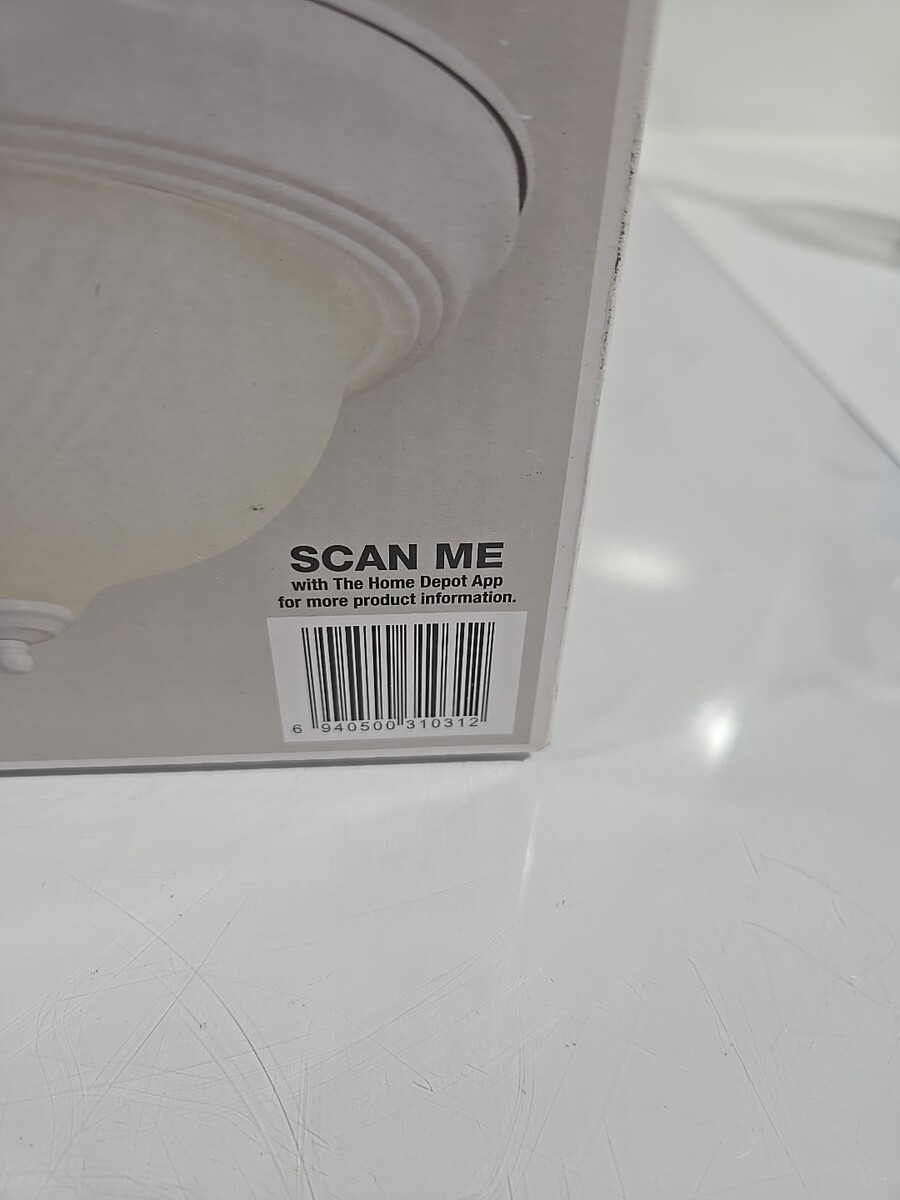 SCAN ME
with The Home Depot App
for more product information.
6 940500 310312